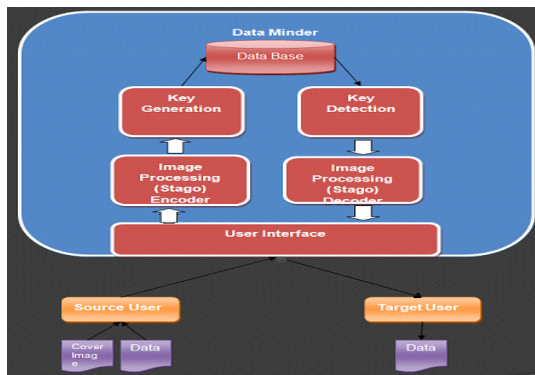 Data Minder
Data Base
Key
Generation
Key
Detection
Image
Processing
(Stago)
Encoder
Image
Processing
(Stago)
Decoder
User Interface
Source User
Target User
Cover
Imag
e
Data
Data